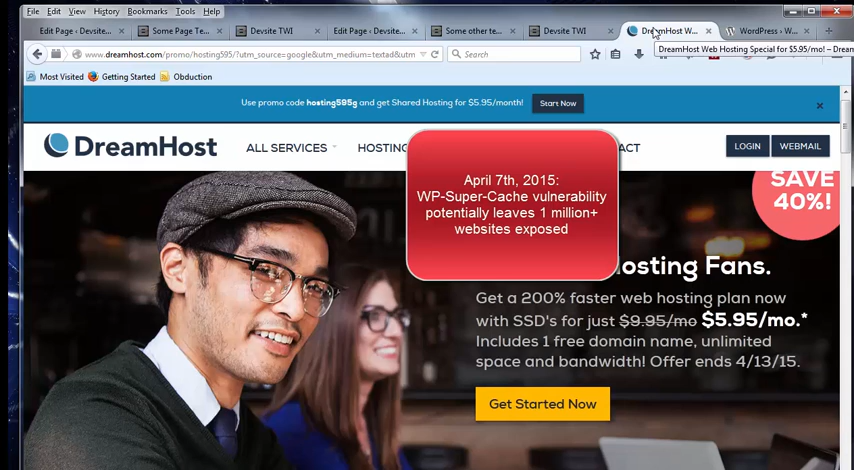 File Edit View History Bookmarks Tools Help
Edit Page ‹ Devsite... Some Page Te... Devsite TWI Edit Page ‹ Devsite... Some other te... Devsite TWI DreamHost W... WordPress › W...
www.dreamhost.com/promo/hosting595/?utm_source=google&utm_medium=textad&utm Search
DreamHost Web Hosting Special for $5.95/mo! – Dream
Most Visited Getting Started Obduction
Use promo code hosting595g and get Shared Hosting for $5.95/month! Start Now
DreamHost ALL SERVICES HOSTING LOGIN WEBMAIL
April 7th, 2015:
WP-Super-Cache vulnerability
potentially leaves 1 million+
websites exposed
SAVE
40%!
Fans.
Get a 200% faster web hosting plan now
with SSD's for just $9.95/mo $5.95/mo.*
Includes 1 free domain name, unlimited
space and bandwidth! Offer ends 4/13/15.
Get Started Now